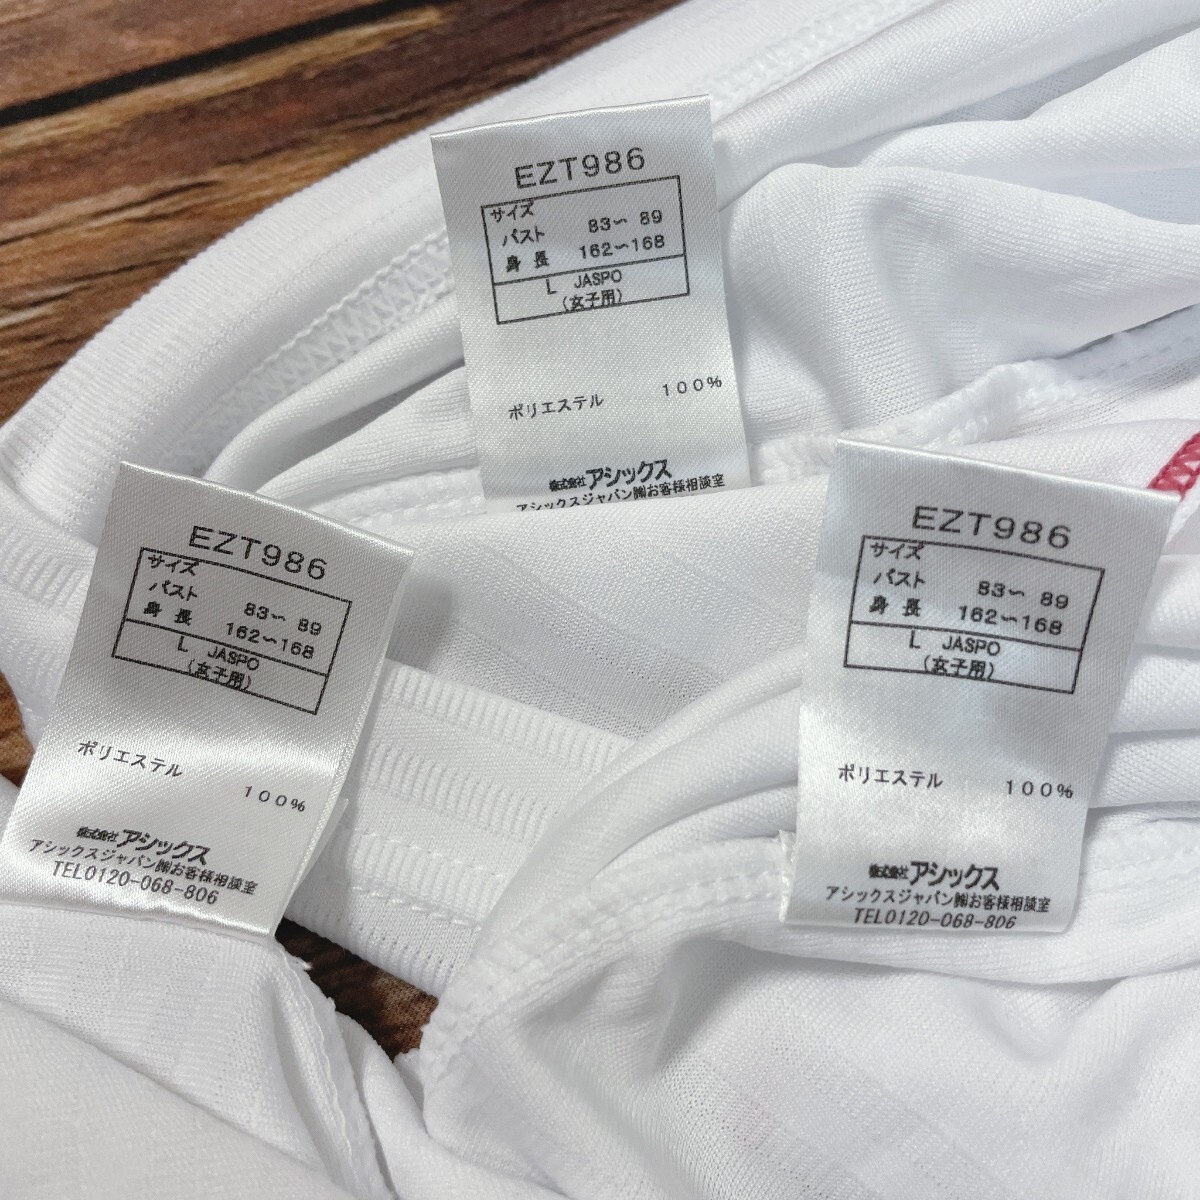 EZT986
サイズ
バスト 83〜 89
身長 162〜168
L JASPO
(女子用)
ポリエステル 100%
株式会社アシックス
アシックスジャパン㈱お客様相談室
EZT986
サイズ
バスト 83〜 89
身長 162〜168
L JASPO
(女子用)
ポリエステル 100%
株式会社アシックス
アシックスジャパン㈱お客様相談室
TEL0120-068-806
EZT986
サイズ
バスト 83〜 89
身長 162〜168
L JASPO
(女子用)
ポリエステル 100%
株式会社アシックス
アシックスジャパン㈱お客様相談室
TEL0120-068-806